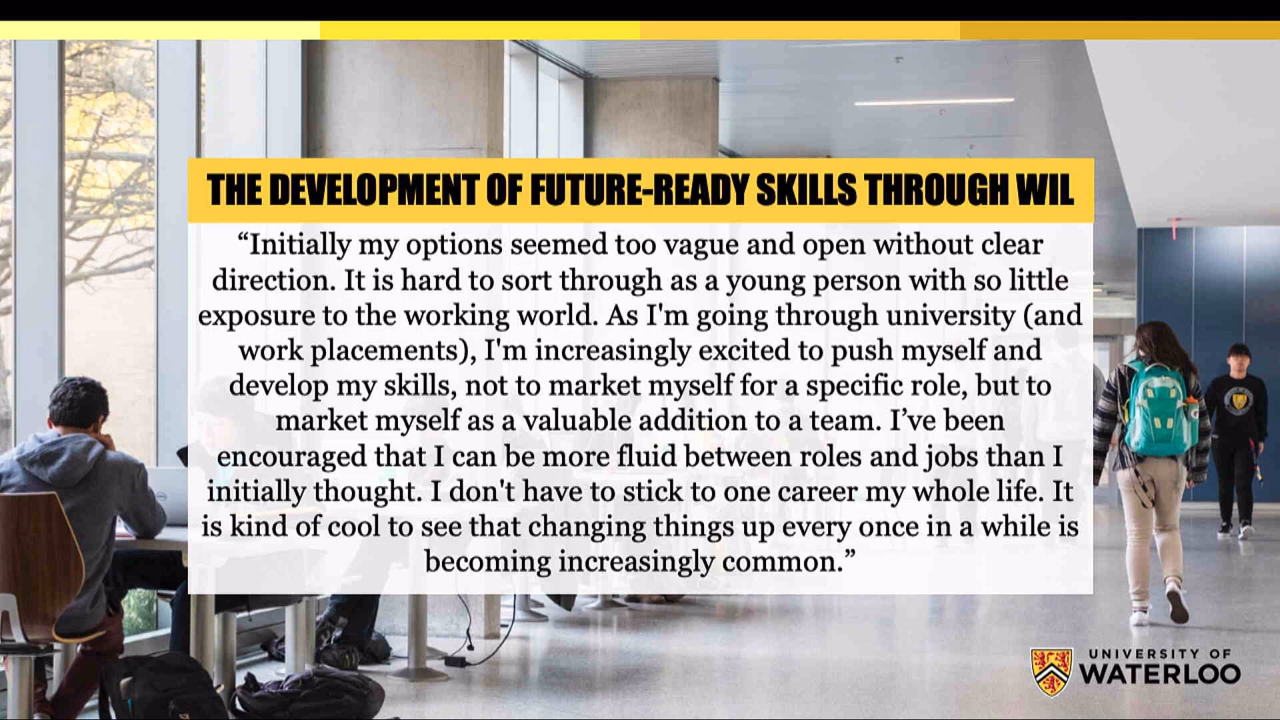 THE DEVELOPMENT OF FUTURE-READY SKILLS THROUGH WIL
“Initially my options seemed too vague and open without clear
direction. It is hard to sort through as a young person with so little
exposure to the working world. As I'm going through university (and
work placements), I'm increasingly excited to push myself and
develop my skills, not to market myself for a specific role, but to
market myself as a valuable addition to a team. I’ve been
encouraged that I can be more fluid between roles and jobs than I
initially thought. I don't have to stick to one career my whole life. It
is kind of cool to see that changing things up every once in a while is
becoming increasingly common.”
UNIVERSITY OF
WATERLOO